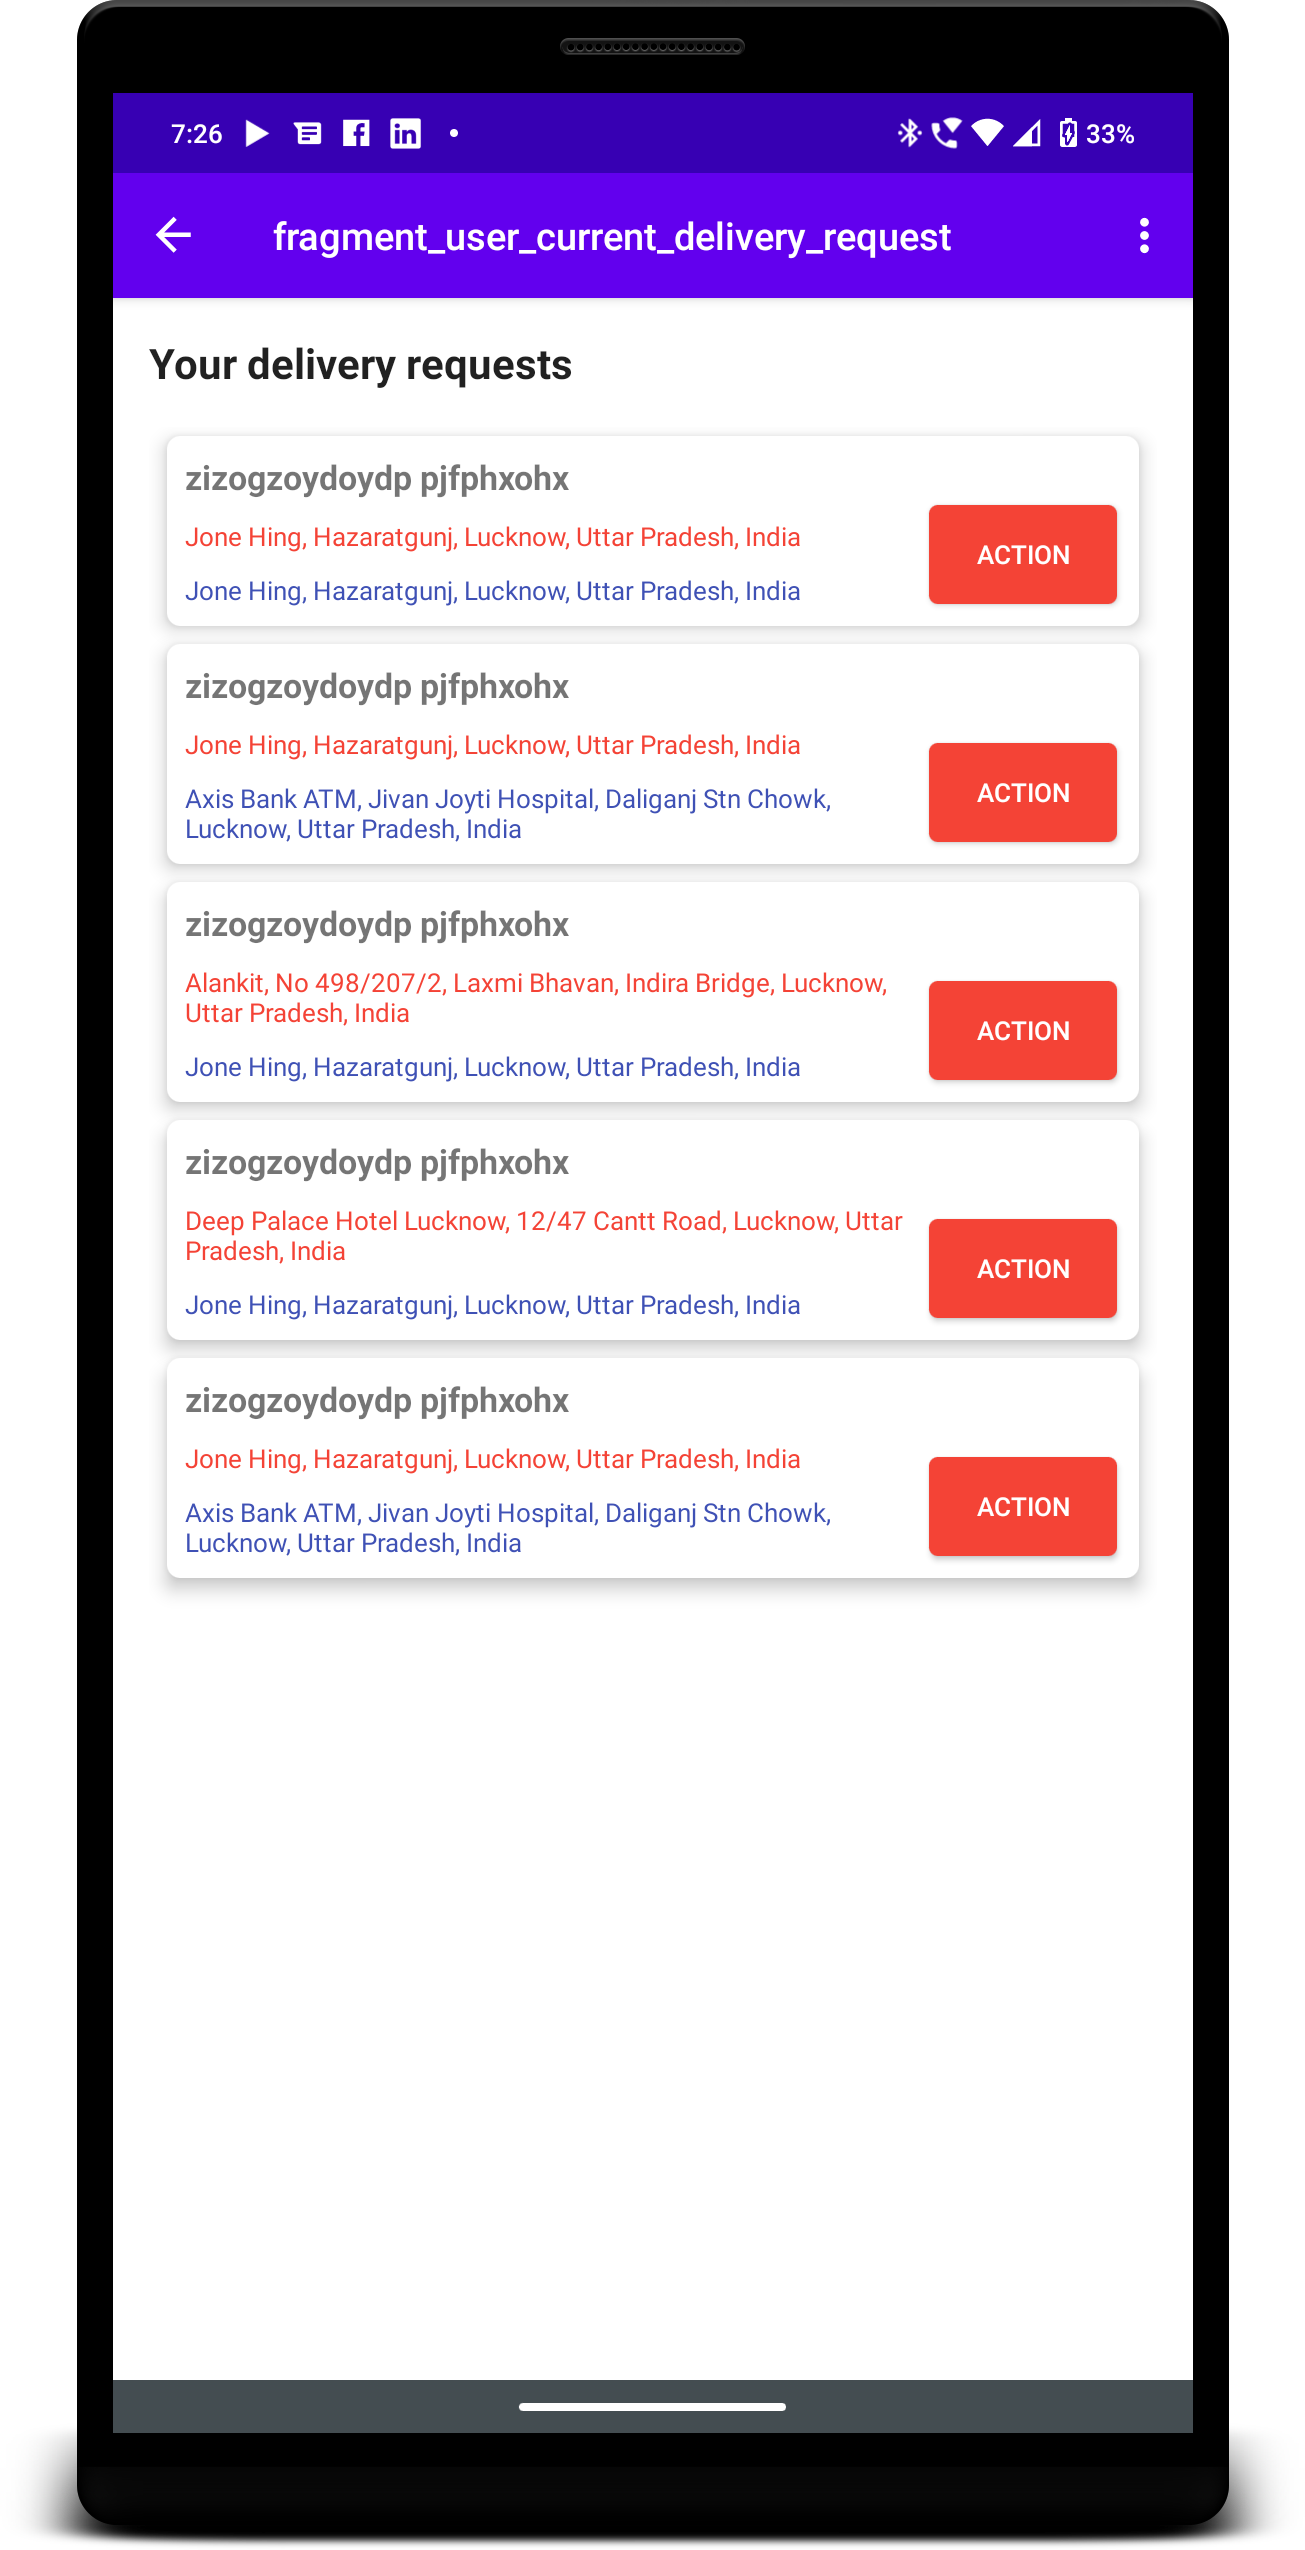 7:26
33%
fragment_user_current_delivery_request
Your delivery requests
zizogzoydoydp pjfphxohx
Jone Hing, Hazaratgunj, Lucknow, Uttar Pradesh, India
ACTION
Jone Hing, Hazaratgunj, Lucknow, Uttar Pradesh, India
zizogzoydoydp pjfphxohx
Jone Hing, Hazaratgunj, Lucknow, Uttar Pradesh, India
ACTION
Axis Bank ATM, Jivan Joyti Hospital, Daliganj Stn Chowk,
Lucknow, Uttar Pradesh, India
zizogzoydoydp pjfphxohx
Alankit, No 498/207/2, Laxmi Bhavan, Indira Bridge, Lucknow,
Uttar Pradesh, India
ACTION
Jone Hing, Hazaratgunj, Lucknow, Uttar Pradesh, India
zizogzoydoydp pjfphxohx
Deep Palace Hotel Lucknow, 12/47 Cantt Road, Lucknow, Uttar
Pradesh, India
ACTION
Jone Hing, Hazaratgunj, Lucknow, Uttar Pradesh, India
zizogzoydoydp pjfphxohx
Jone Hing, Hazaratgunj, Lucknow, Uttar Pradesh, India
ACTION
Axis Bank ATM, Jivan Joyti Hospital, Daliganj Stn Chowk,
Lucknow, Uttar Pradesh, India